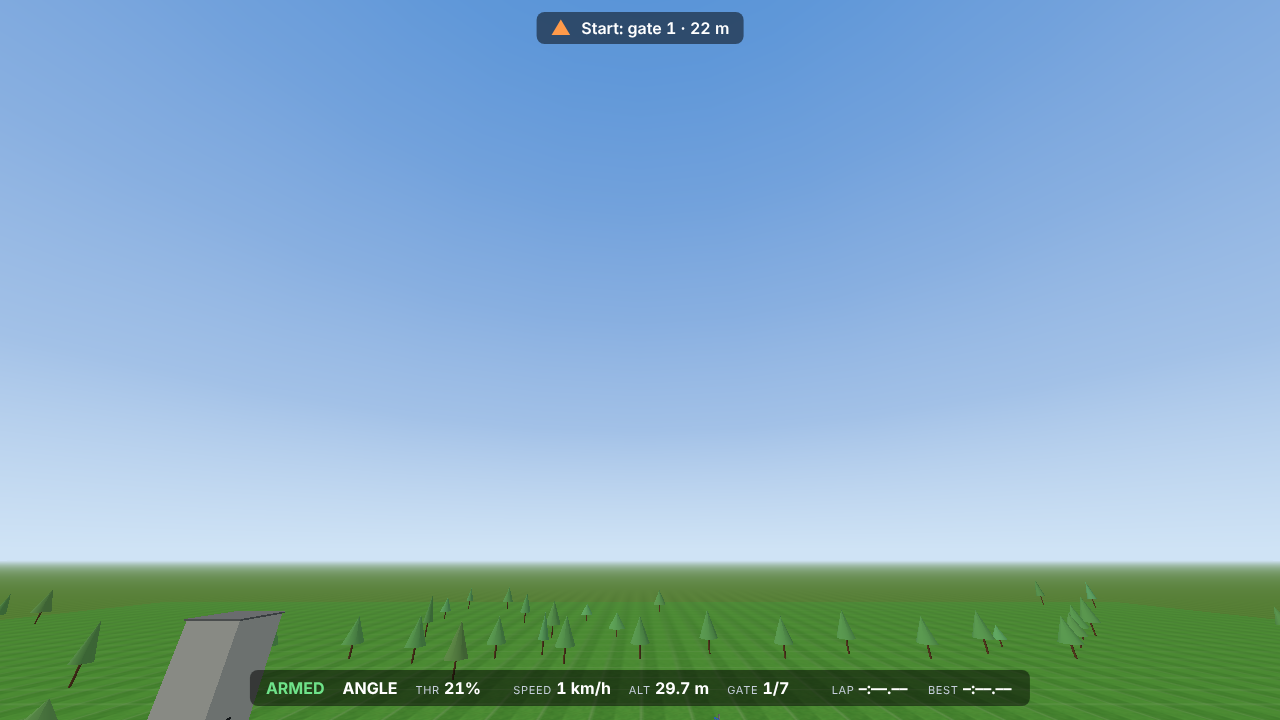 Start: gate 1 · 22 m
ARMED ANGLE THR 21% SPEED 1 km/h ALT 29.7 m GATE 1/7 LAP –:––.–– BEST –:––.––